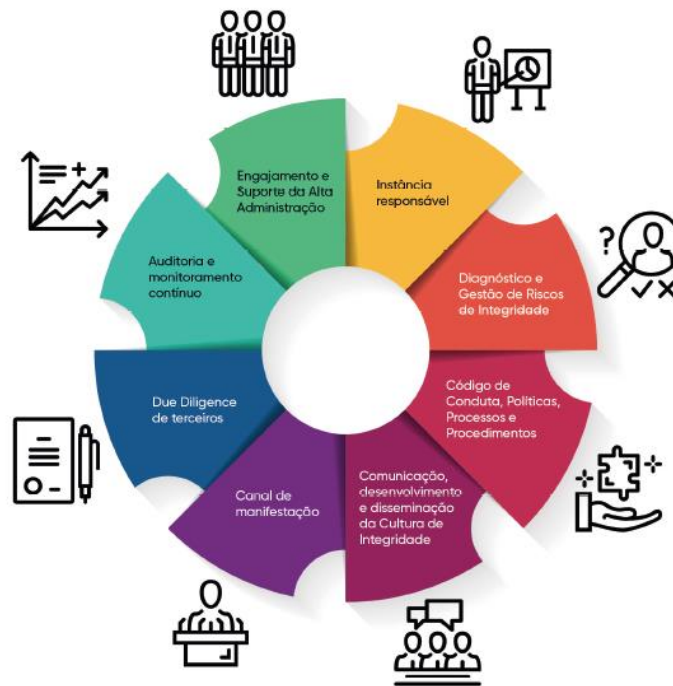 Engajamento e
Suporte da Alta
Administração
Instância
responsável
Diagnóstico e
Gestão de Riscos
de Integridade
Código de
Conduta, Políticas,
Processos e
Procedimentos
Comunicação,
desenvolvimento
e disseminação
da Cultura de
Integridade
Canal de
manifestação
Due Diligence
de terceiros
Auditoria e
monitoramento
contínuo